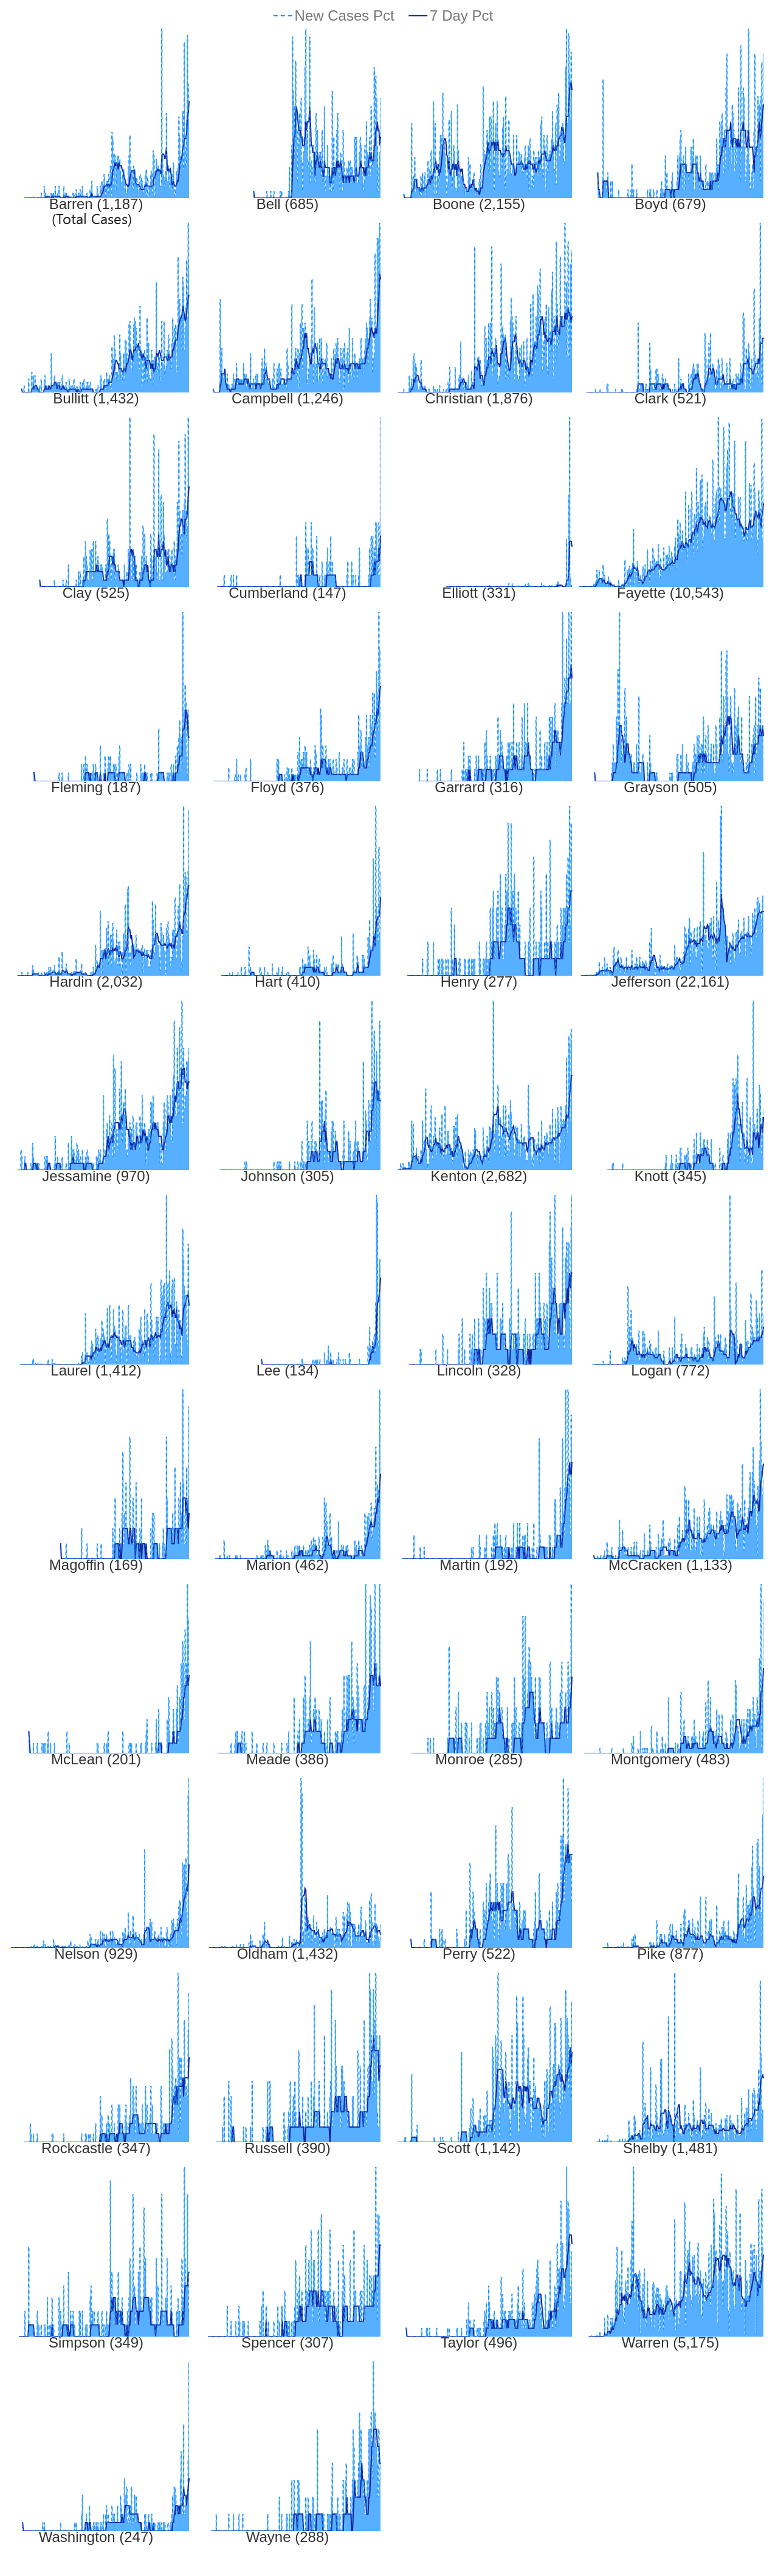 New Cases Pct 7 Day Pct
Barren (1,187) Bell (685) Boone (2,155) Boyd (679)
(Total Cases)
Bullitt (1,432) Campbell (1,246) Christian (1,876) Clark (521)
Clay (525) Cumberland (147) Elliott (331) Fayette (10,543)
Fleming (187) Floyd (376) Garrard (316) Grayson (505)
Hardin (2,032) Hart (410) Henry (277) Jefferson (22,161)
Jessamine (970) Johnson (305) Kenton (2,682) Knott (345)
Laurel (1,412) Lee (134) Lincoln (328) Logan (772)
Magoffin (169) Marion (462) Martin (192) McCracken (1,133)
McLean (201) Meade (386) Monroe (285) Montgomery (483)
Nelson (929) Oldham (1,432) Perry (522) Pike (877)
Rockcastle (347) Russell (390) Scott (1,142) Shelby (1,481)
Simpson (349) Spencer (307) Taylor (496) Warren (5,175)
Washington (247) Wayne (288)